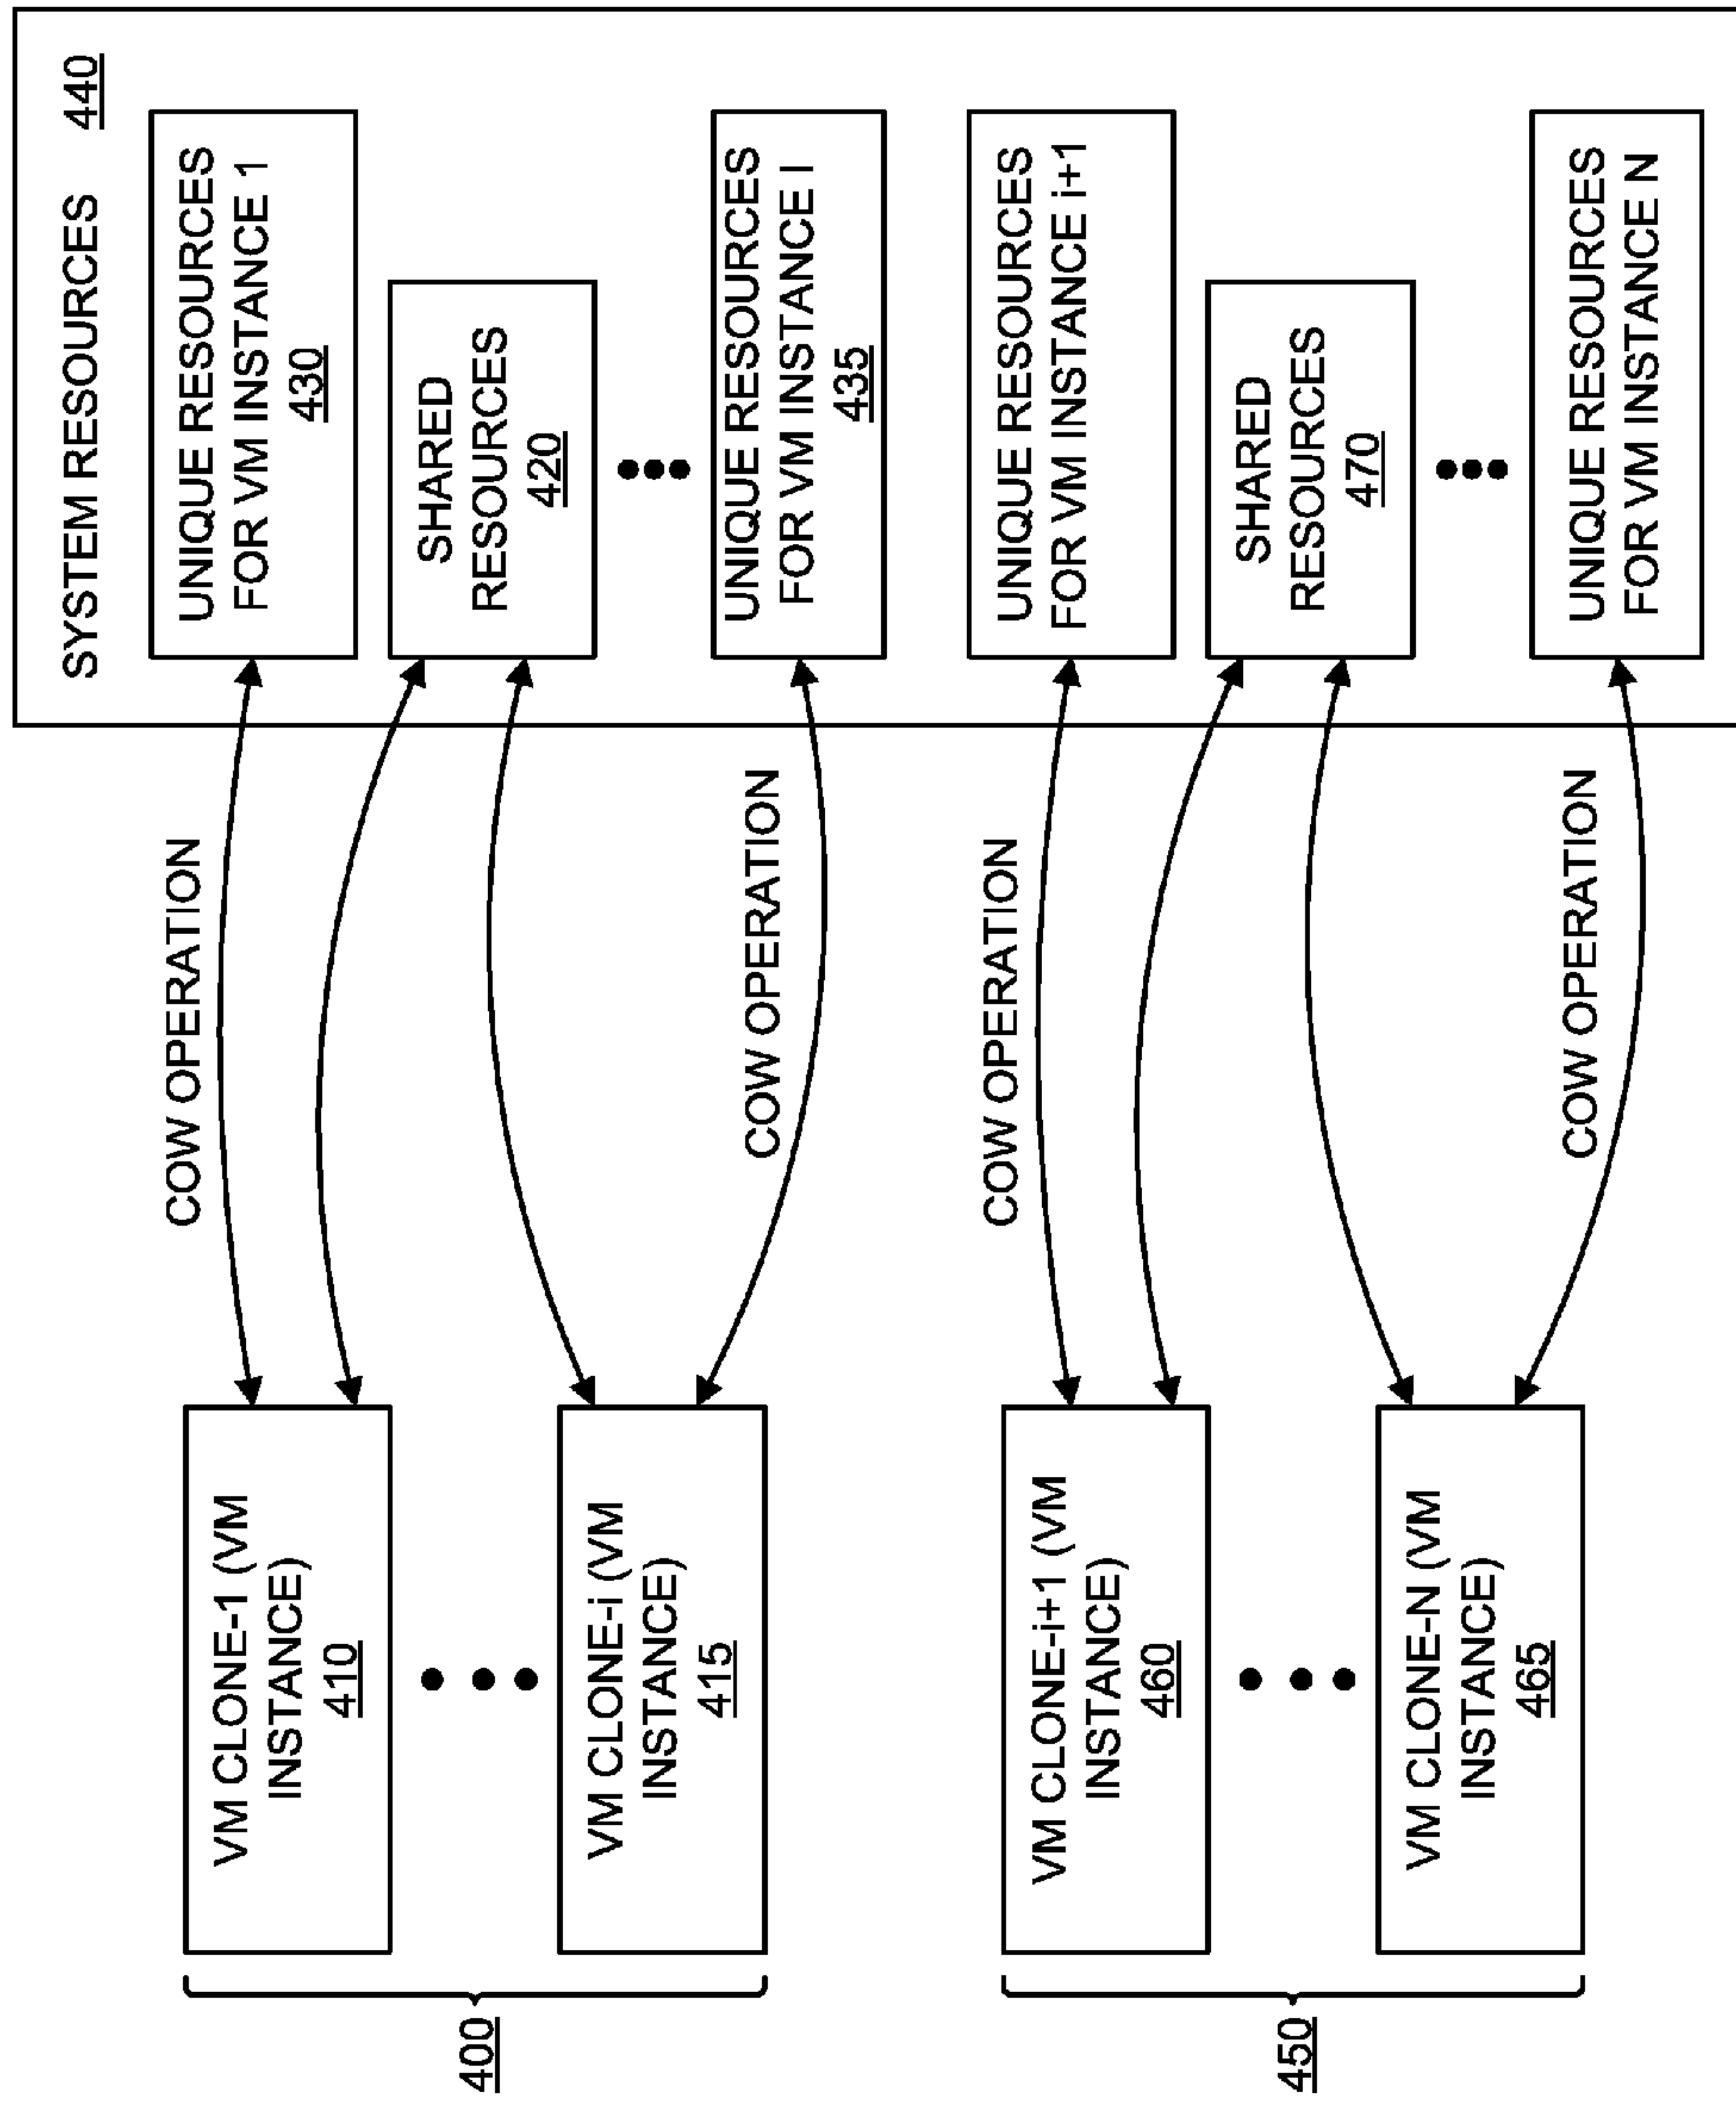 400
VM CLONE-1 (VM
INSTANCE)
410
VM CLONE-i (VM
INSTANCE)
415
450
VM CLONE-i+1 (VM
INSTANCE)
460
VM CLONE-N (VM
INSTANCE)
465
COW OPERATION
COW OPERATION
COW OPERATION
COW OPERATION
SYSTEM RESOURCES 440
UNIQUE RESOURCES
FOR VM INSTANCE 1
430
SHARED
RESOURCES
420
UNIQUE RESOURCES
FOR VM INSTANCE I
435
UNIQUE RESOURCES
FOR VM INSTANCE i+1
SHARED
RESOURCES
470
UNIQUE RESOURCES
FOR VM INSTANCE N